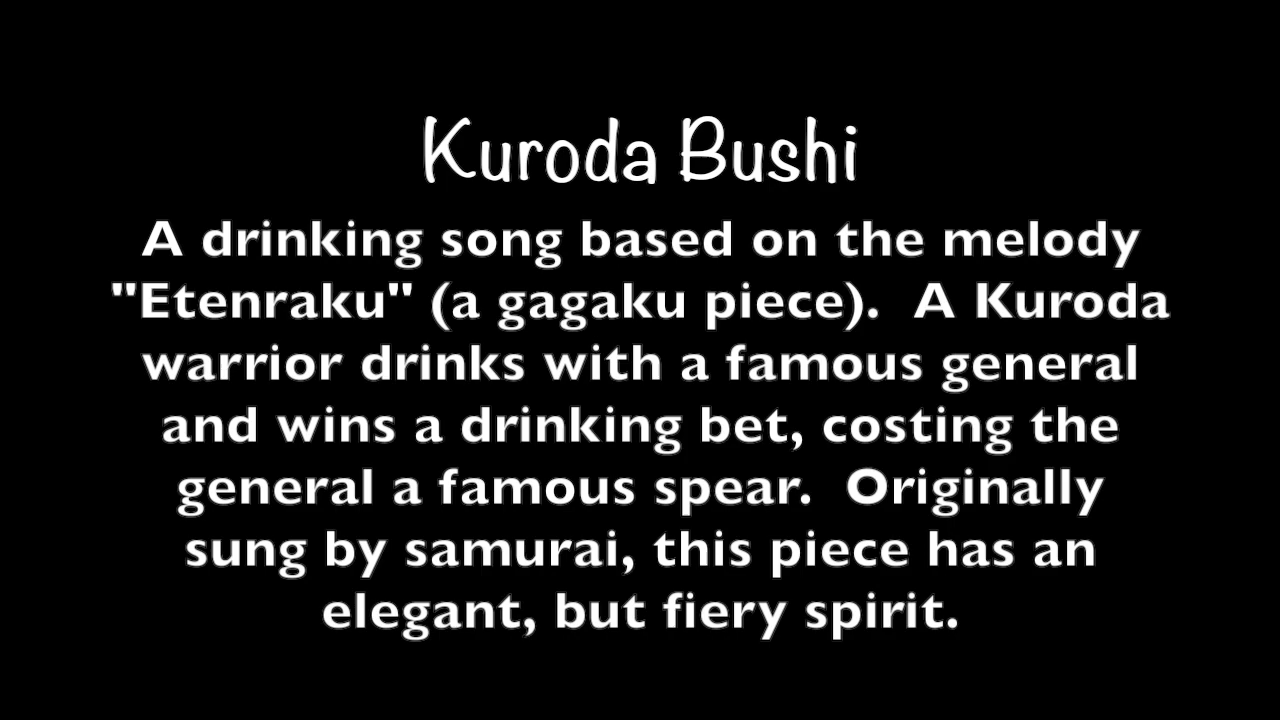 Kuroda Bushi
A drinking song based on the melody
"Etenraku" (a gagaku piece).  A Kuroda
warrior drinks with a famous general
and wins a drinking bet, costing the
general a famous spear.  Originally
sung by samurai, this piece has an
elegant, but fiery spirit.